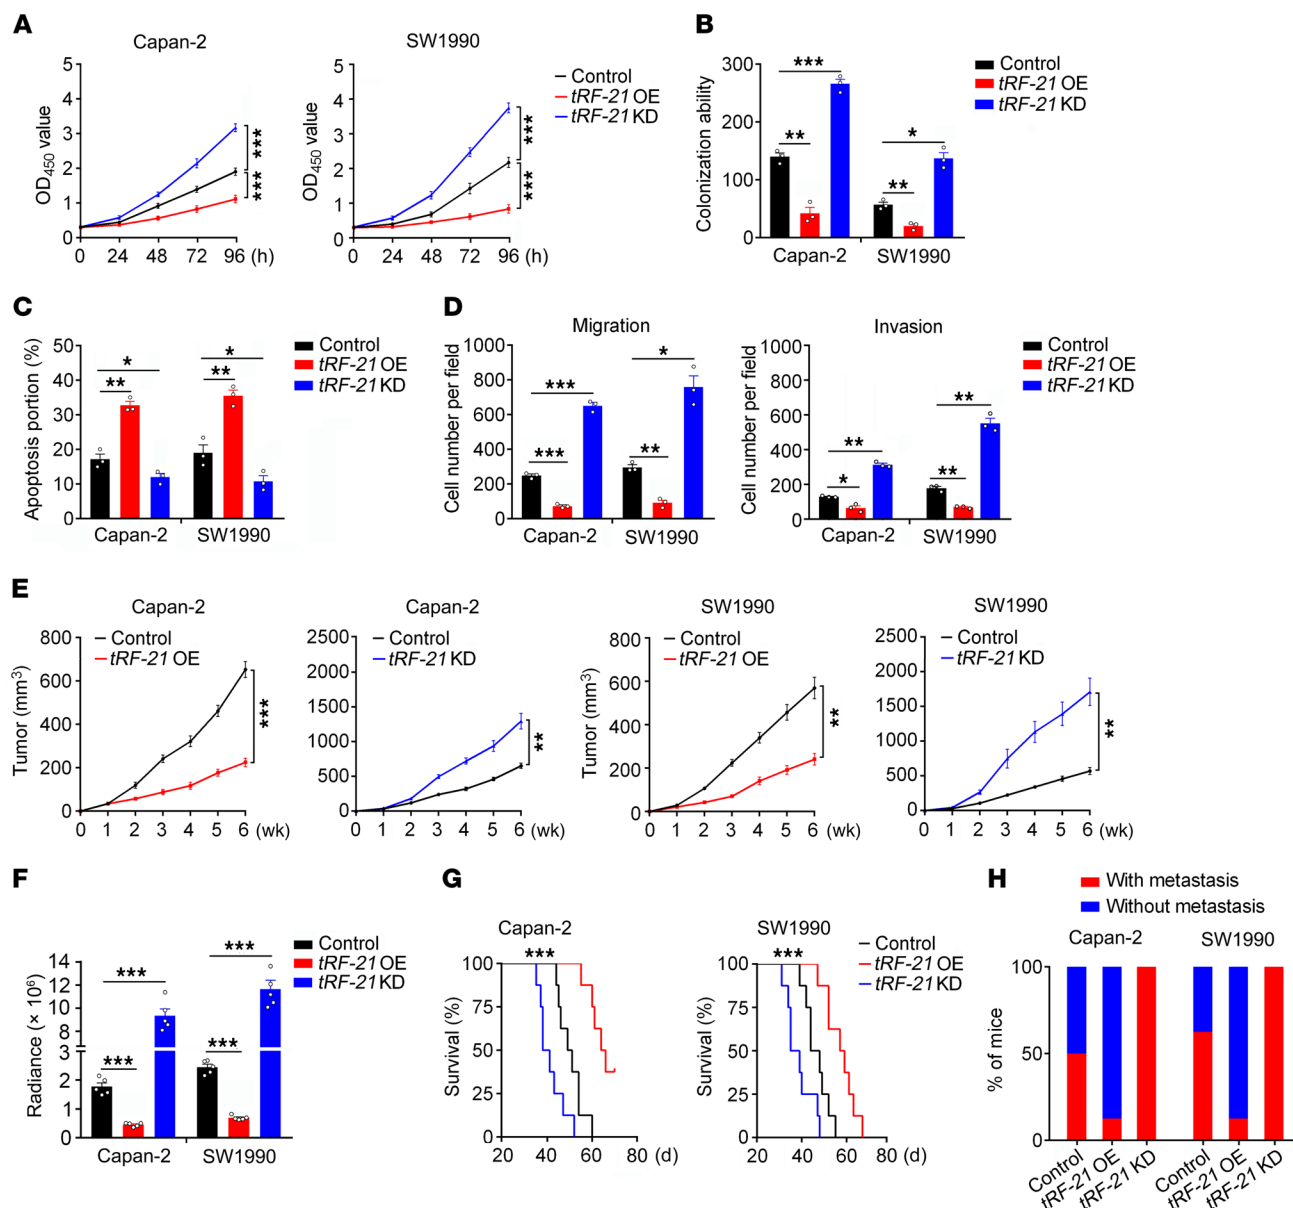 A
Capan-2
SW1990
OD450 value
5
4
3
2
1
0
0 24 48 72 96 (h)
***
***
OD450 value
5
4
3
2
1
0
0 24 48 72 96 (h)
***
***
Control
tRF-21 OE
tRF-21 KD
B
Colonization ability
300
200
100
0
***
**
*
**
Capan-2 SW1990
Control
tRF-21 OE
tRF-21 KD
C
Apoptosis portion (%)
50
40
30
20
10
0
*
**
*
**
Capan-2 SW1990
Control
tRF-21 OE
tRF-21 KD
D
Migration
Cell number per field
1000
800
600
400
200
0
***
***
*
**
Capan-2 SW1990
Invasion
Cell number per field
1000
800
600
400
200
0
**
*
**
**
Capan-2 SW1990
Control
tRF-21 OE
tRF-21 KD
E
Capan-2
Tumor (mm3)
800
600
400
200
0
Control
tRF-21 OE
***
0 1 2 3 4 5 6 (wk)
Capan-2
2500
2000
1500
1000
500
0
Control
tRF-21 KD
**
0 1 2 3 4 5 6 (wk)
SW1990
Tumor (mm3)
800
600
400
200
0
Control
tRF-21 OE
**
0 1 2 3 4 5 6 (wk)
SW1990
2500
2000
1500
1000
500
0
Control
tRF-21 KD
**
0 1 2 3 4 5 6 (wk)
F
Radiance (× 10⁶)
14
12
10
8
6
3
2
1
0
***
***
***
***
Capan-2 SW1990
Control
tRF-21 OE
tRF-21 KD
G
Capan-2
Survival (%)
100
75
50
25
0
***
20 40 60 80 (d)
SW1990
Survival (%)
100
75
50
25
0
***
20 40 60 80 (d)
Control
tRF-21 OE
tRF-21 KD
H
With metastasis
Without metastasis
Capan-2 SW1990
% of mice
100
50
0
Control
tRF-21 OE
tRF-21 KD
Control
tRF-21 OE
tRF-21 KD